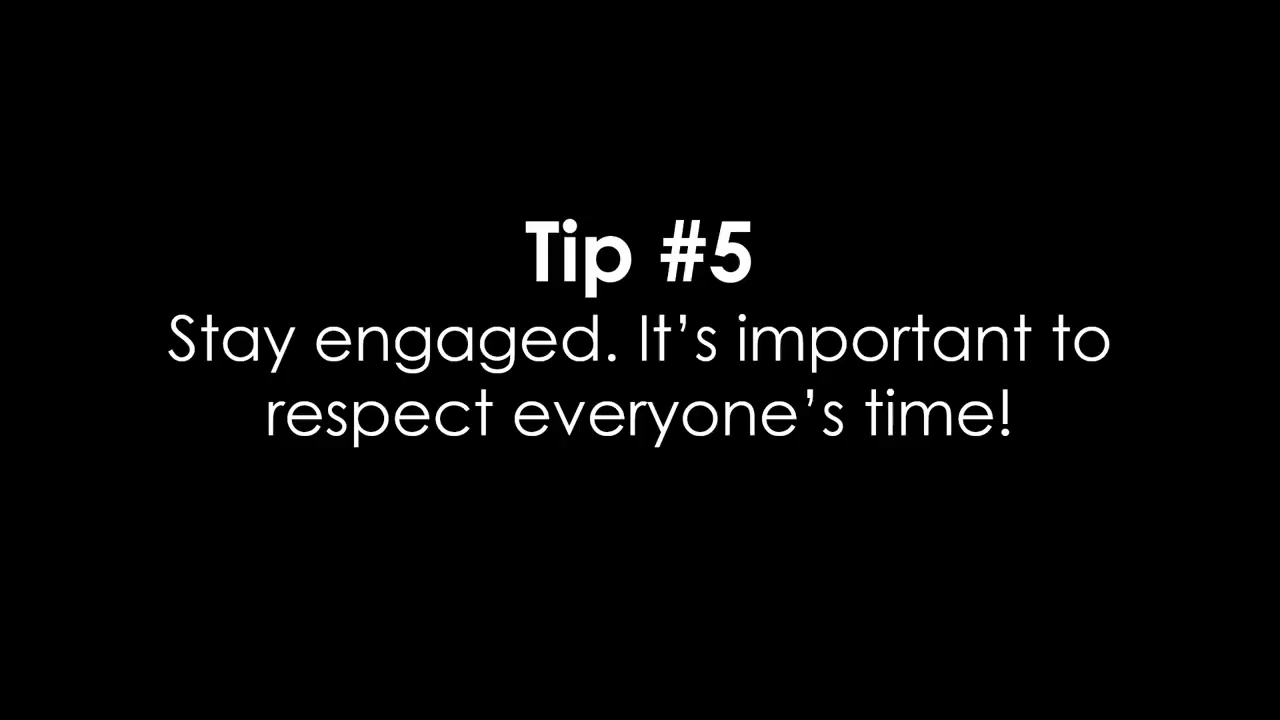 Tip #5
Stay engaged. It’s important to
respect everyone’s time!